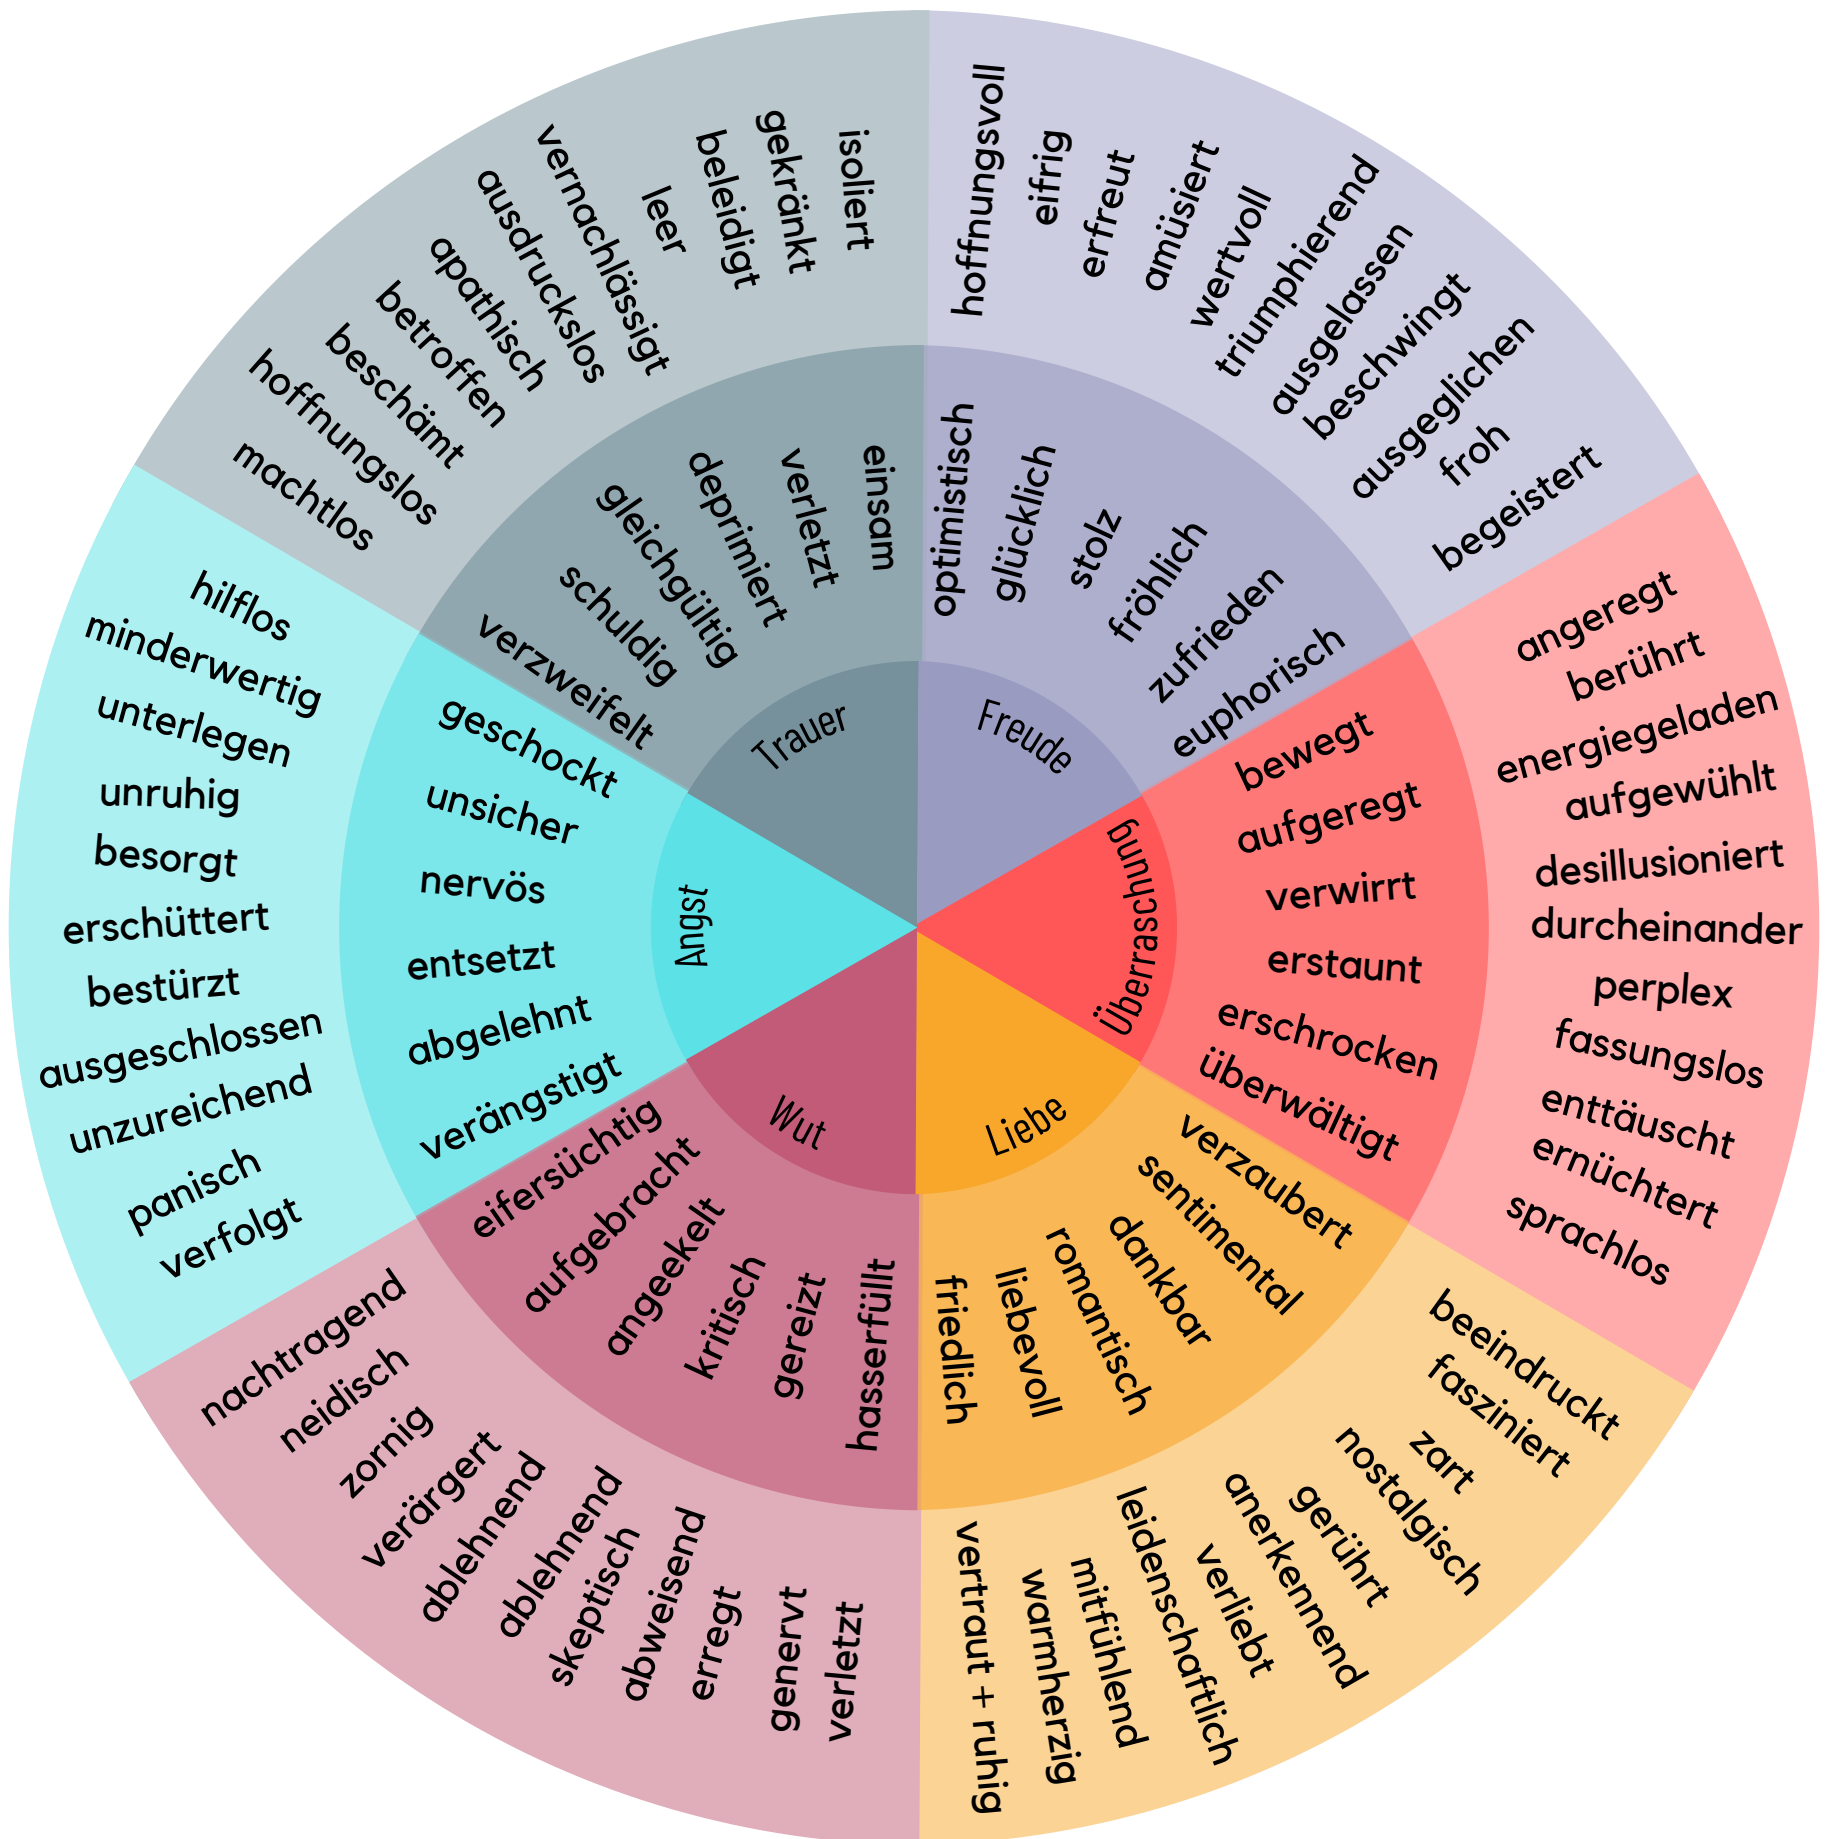 Freude
optimistisch
glücklich
stolz
fröhlich
zufrieden
euphorisch
hoffnungsvoll
eifrig
erfreut
amüsiert
wertvoll
triumphierend
ausgelassen
beschwingt
ausgeglichen
froh
begeistert
Überraschung
bewegt
aufgeregt
verwirrt
erstaunt
erschrocken
überwältigt
angeregt
berührt
energiegeladen
aufgewühlt
desillusioniert
durcheinander
perplex
fassungslos
enttäuscht
ernüchtert
sprachlos
Liebe
verzaubert
sentimental
dankbar
romantisch
liebevoll
friedlich
beeindruckt
fasziniert
zart
nostalgisch
gerührt
anerkennend
verliebt
leidenschaftlich
mitfühlend
warmherzig
vertraut + ruhig
Wut
hasserfüllt
gereizt
kritisch
angeekelt
aufgebracht
eifersüchtig
verletzt
genervt
erregt
abweisend
skeptisch
ablehnend
ablehnend
verärgert
zornig
neidisch
nachtragend
Angst
verängstigt
abgelehnt
entsetzt
nervös
unsicher
geschockt
verfolgt
panisch
unzureichend
ausgeschlossen
bestürzt
erschüttert
besorgt
unruhig
unterlegen
minderwertig
hilflos
Trauer
verzweifelt
schuldig
gleichgültig
deprimiert
verletzt
einsam
machtlos
hoffnungslos
beschämt
betroffen
apathisch
ausdruckslos
vernachlässigt
leer
beleidigt
gekränkt
isoliert